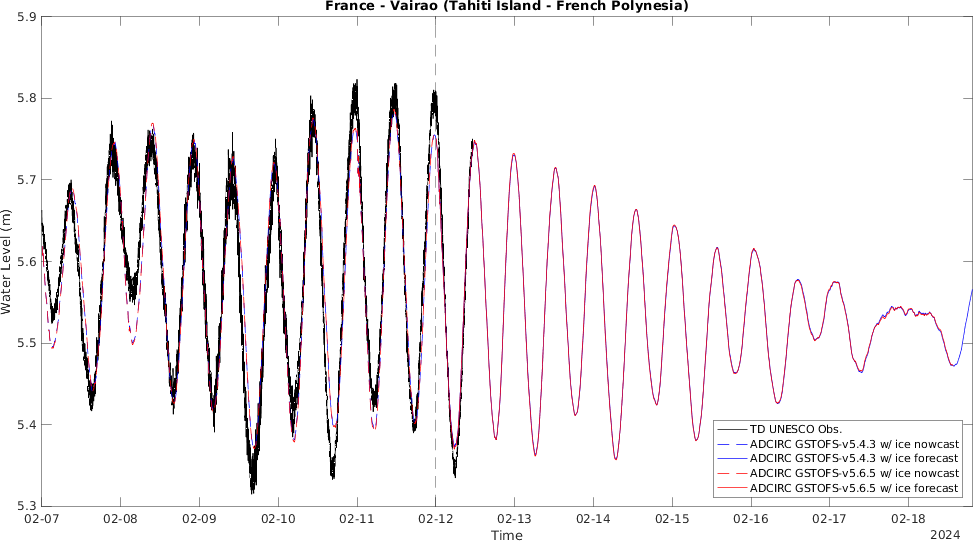 France - Vairao (Tahiti Island - French Polynesia)
5.9
5.8
5.7
5.6
5.5
5.4
5.3
Water Level (m)
02-07 02-08 02-09 02-10 02-11 02-12 02-13 02-14 02-15 02-16 02-17 02-18
Time
2024
TD UNESCO Obs.
ADCIRC GSTOFS-v5.4.3 w/ ice nowcast
ADCIRC GSTOFS-v5.4.3 w/ ice forecast
ADCIRC GSTOFS-v5.6.5 w/ ice nowcast
ADCIRC GSTOFS-v5.6.5 w/ ice forecast